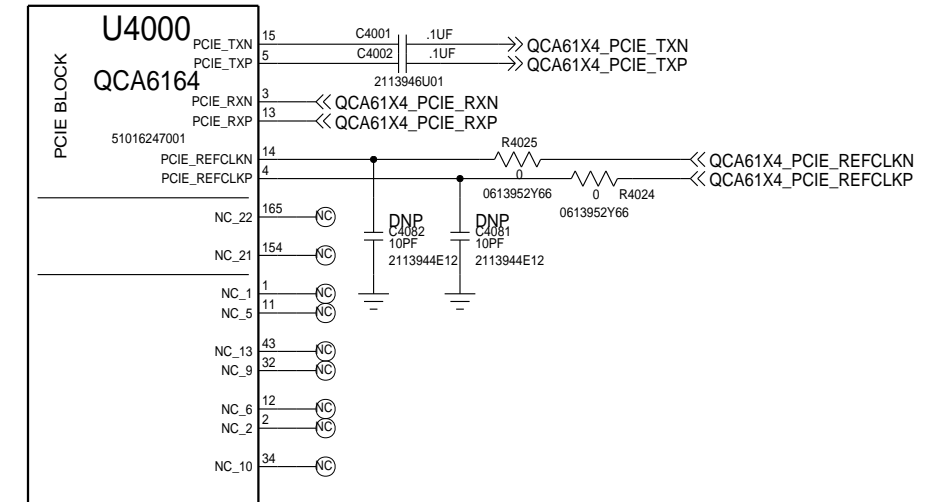 U4000
QCA6164
PCIE BLOCK
51016247001
PCIE_TXN 15 C4001 .1UF QCA61X4_PCIE_TXN
PCIE_TXP 5 C4002 .1UF QCA61X4_PCIE_TXP
2113946U01
PCIE_RXN 3 QCA61X4_PCIE_RXN
PCIE_RXP 13 QCA61X4_PCIE_RXP
R4025
PCIE_REFCLKN 14 QCA61X4_PCIE_REFCLKN
0
0613952Y66
PCIE_REFCLKP 4 QCA61X4_PCIE_REFCLKP
0 R4024
0613952Y66
NC_22 165 NC
DNP DNP
C4082 C4081
10PF 10PF
2113944E12 2113944E12
NC_21 154 NC
NC_1 1 NC
NC_5 11 NC
NC_13 43 NC
NC_9 32 NC
NC_6 12 NC
NC_2 2 NC
NC_10 34 NC